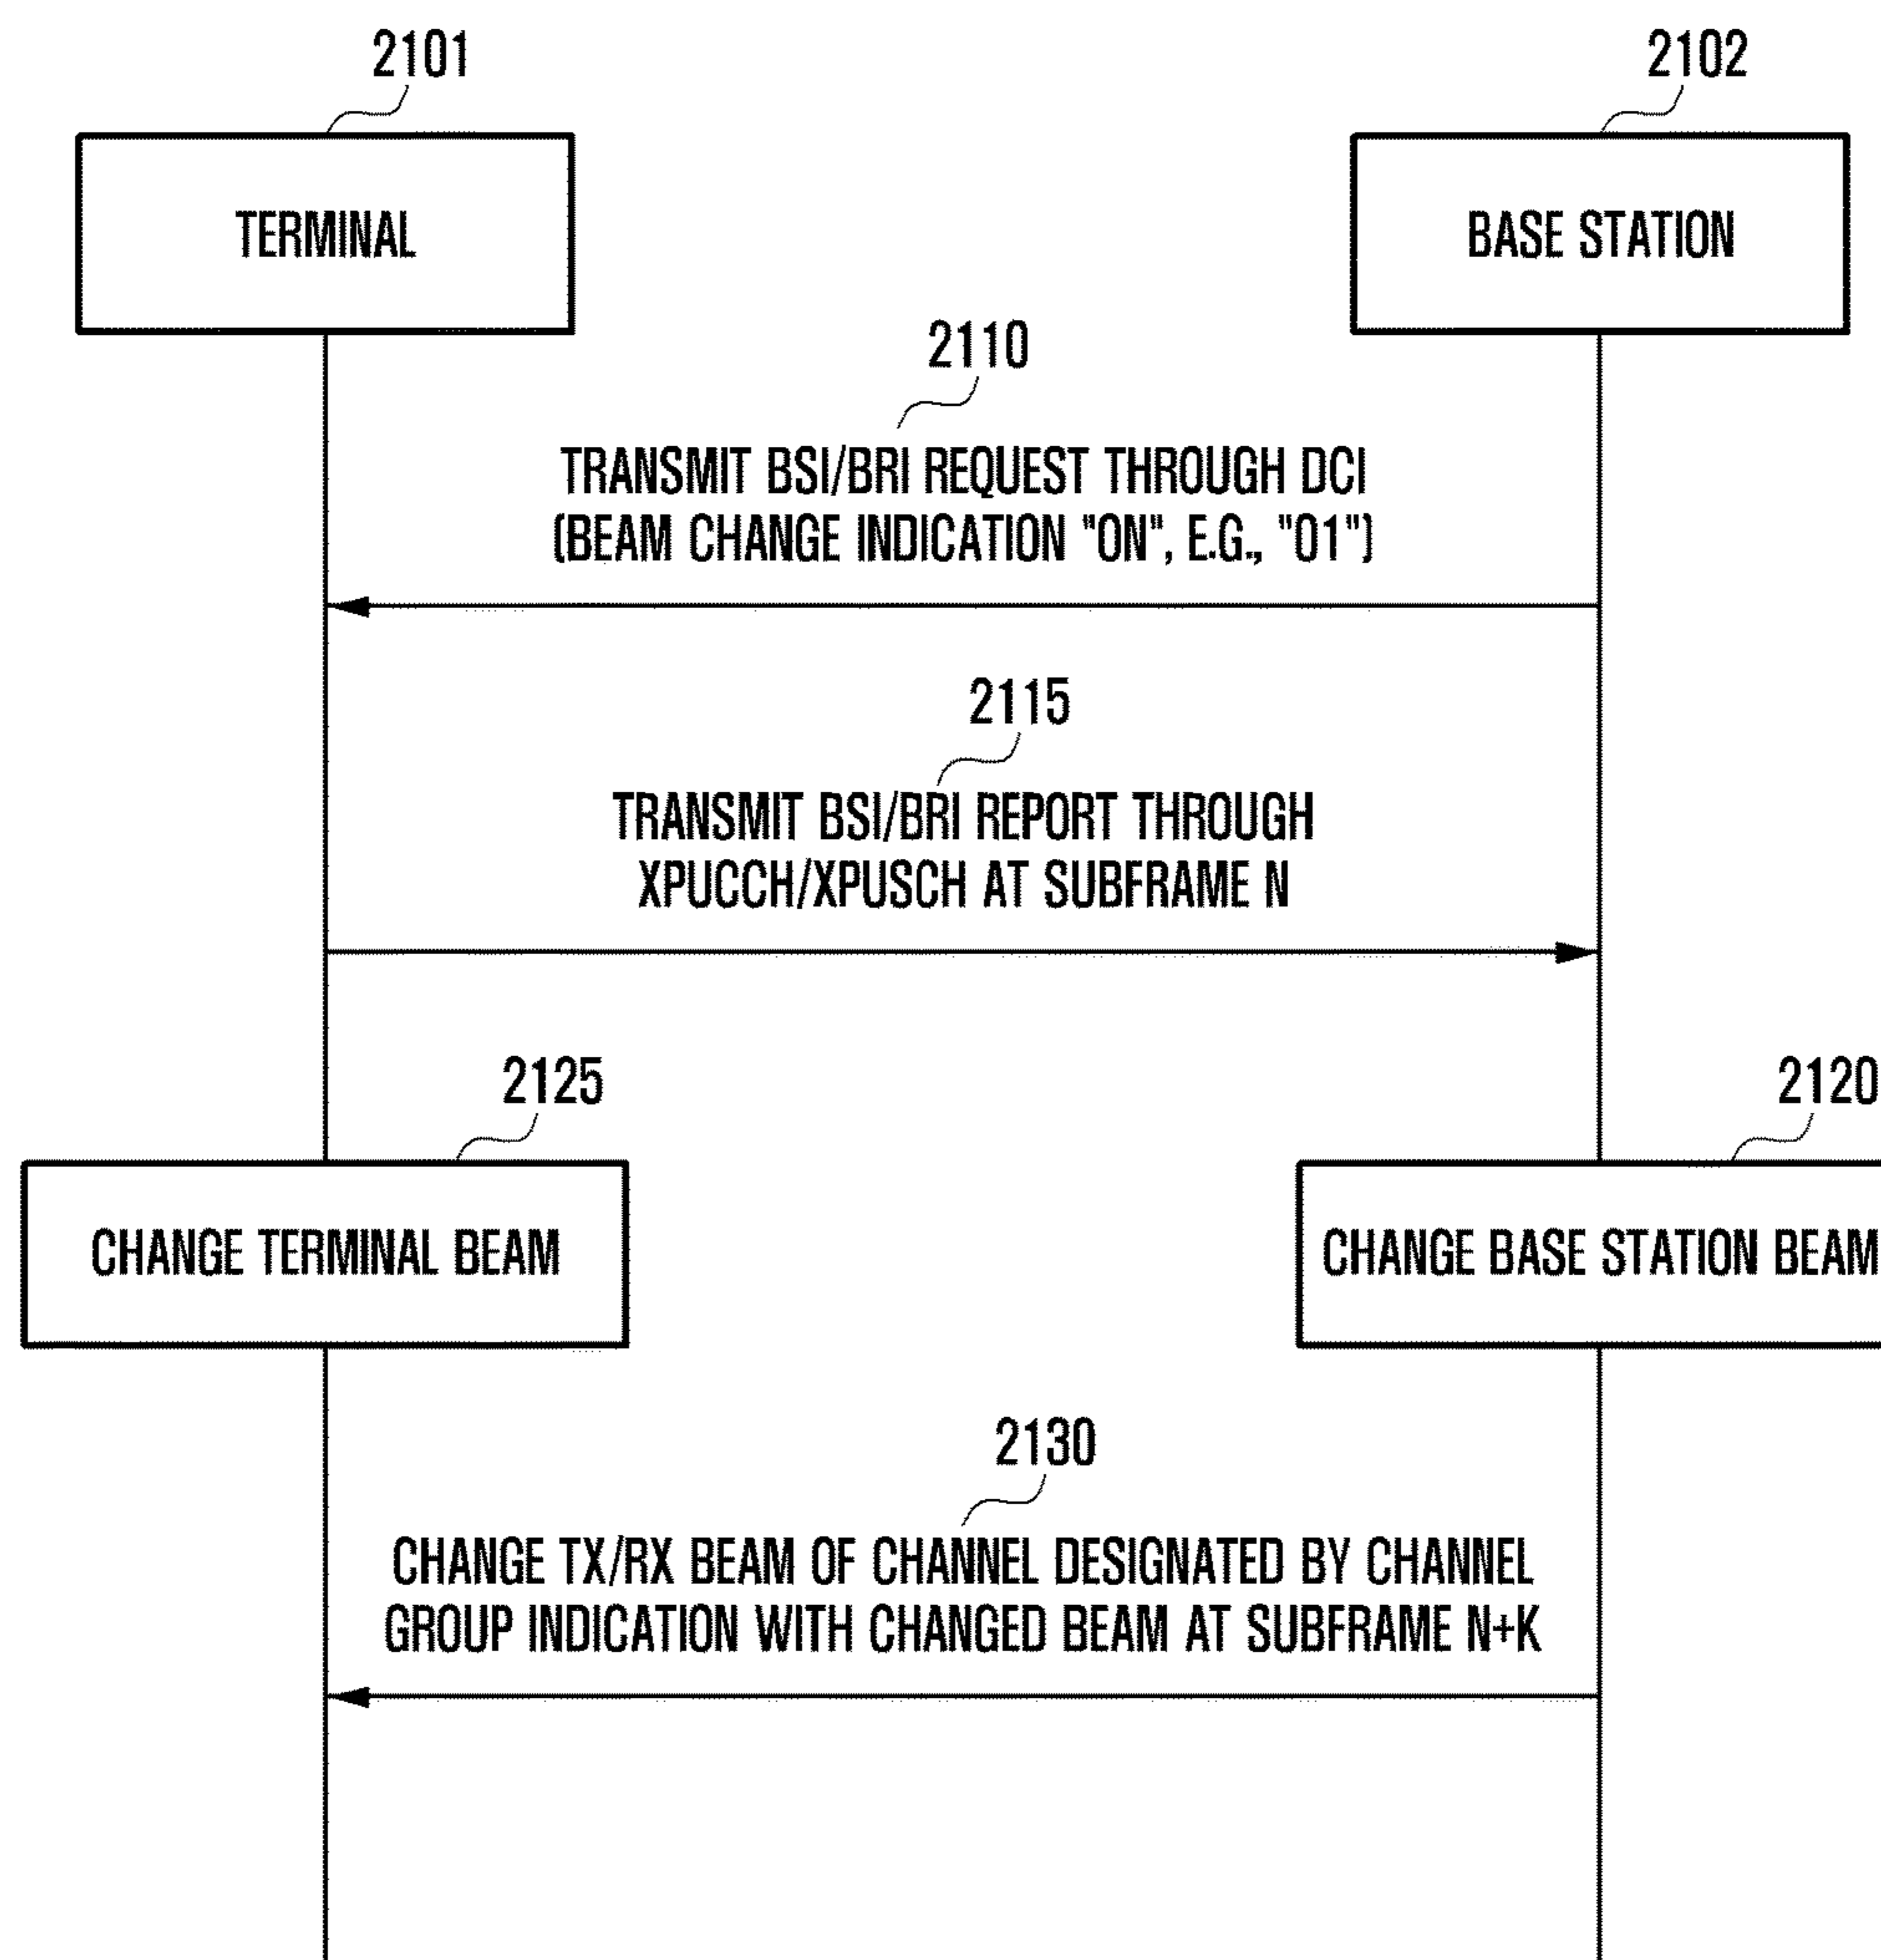 2101
2102
TERMINAL
BASE STATION
2110
TRANSMIT BSI/BRI REQUEST THROUGH DCI
(BEAM CHANGE INDICATION "ON", E.G., "01")
2115
TRANSMIT BSI/BRI REPORT THROUGH
XPUCCH/XPUSCH AT SUBFRAME N
2125
2120
CHANGE TERMINAL BEAM
CHANGE BASE STATION BEAM
2130
CHANGE TX/RX BEAM OF CHANNEL DESIGNATED BY CHANNEL
GROUP INDICATION WITH CHANGED BEAM AT SUBFRAME N+K